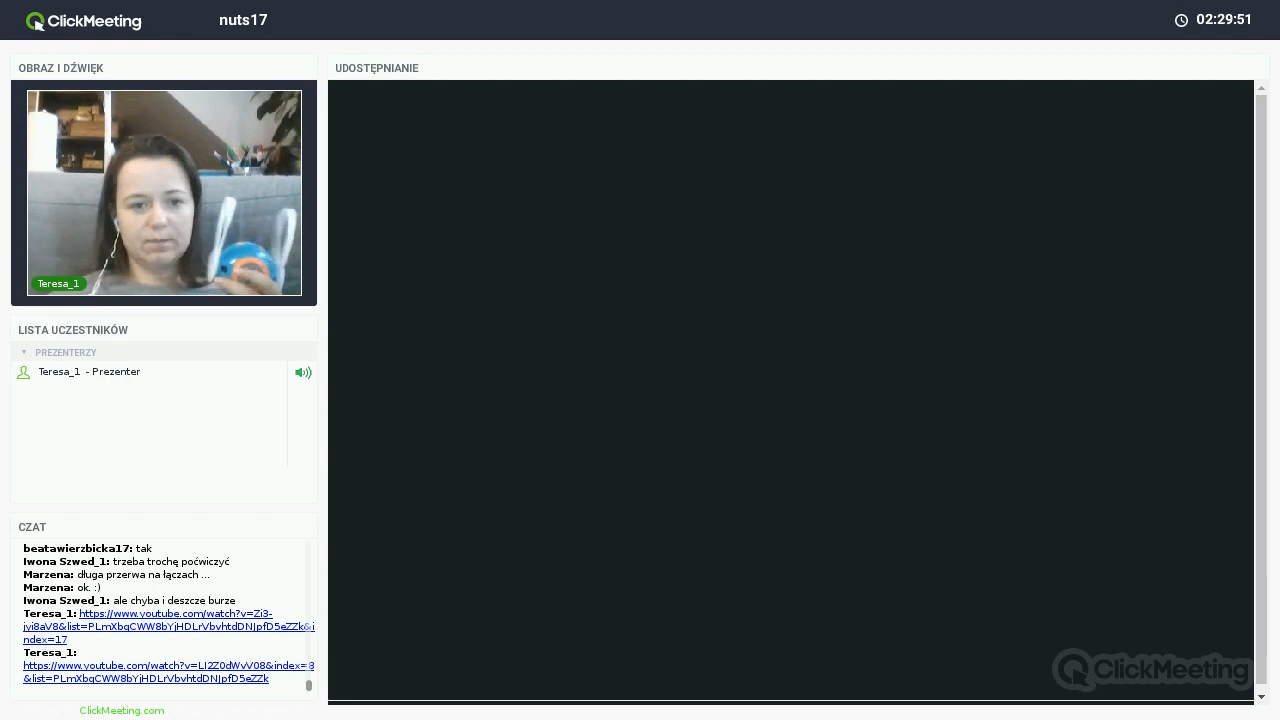 ClickMeeting
nuts17
02:29:51
OBRAZ I DŹWIĘK
UDOSTĘPNIANIE
Teresa_1
LISTA UCZESTNIKÓW
PREZENTERZY
Teresa_1 - Prezenter
CZAT
beatawierzbicka17: tak
Iwona Szwed_1: trzeba trochę poćwiczyć
Marzena: długa przerwa na łączach ...
Marzena: ok. :)
Iwona Szwed_1: ale chyba i deszcze burze
Teresa_1: https://www.youtube.com/watch?v=Zi3-
jyi8aV8&list=PLmXbqCWW8bYjHDLrVbvhtdDNJpfD5eZZk&i
ndex=17
Teresa_1:
https://www.youtube.com/watch?v=LI2Z0dWvV08&index=3
&list=PLmXbqCWW8bYjHDLrVbvhtdDNJpfD5eZZk
ClickMeeting.com
ClickMeeting